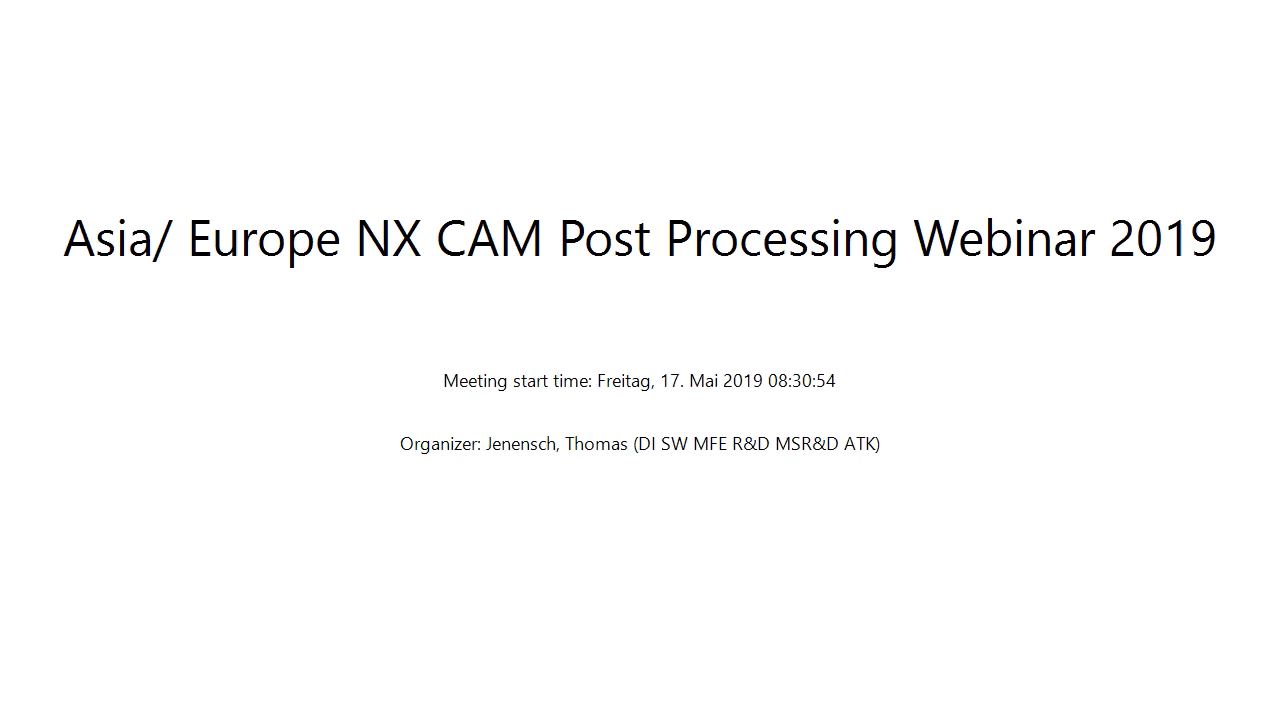 Asia/ Europe NX CAM Post Processing Webinar 2019
Meeting start time: Freitag, 17. Mai 2019 08:30:54
Organizer: Jenensch, Thomas (DI SW MFE R&D MSR&D ATK)